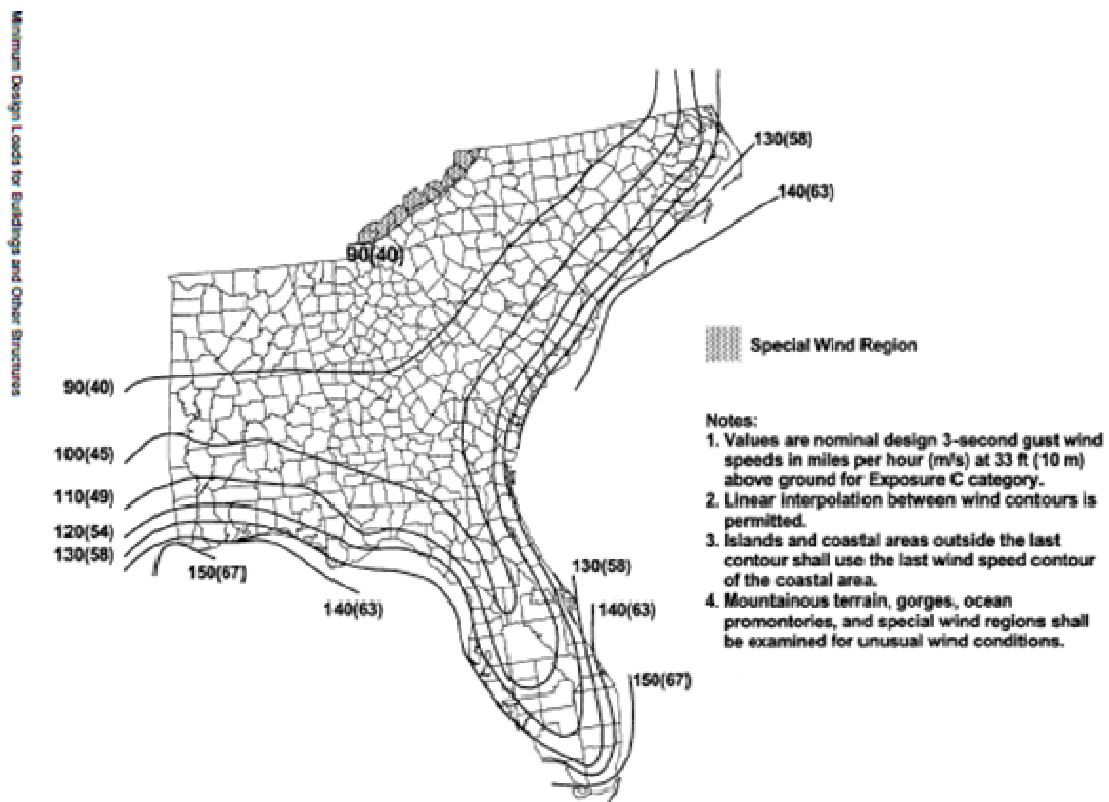 Minimum Design Loads for Buildings and Other Structures
130(58)
140(63)
90(40)
Special Wind Region
90(40)
Notes:
1. Values are nominal design 3-second gust wind
speeds in miles per hour (m/s) at 33 ft (10 m)
above ground for Exposure C category.
2. Linear interpolation between wind contours is
permitted.
3. Islands and coastal areas outside the last
contour shall use the last wind speed contour
of the coastal area.
4. Mountainous terrain, gorges, ocean
promontories, and special wind regions shall
be examined for unusual wind conditions.
100(45)
110(49)
120(54)
130(58)
150(67)
140(63)
130(58)
140(63)
150(67)